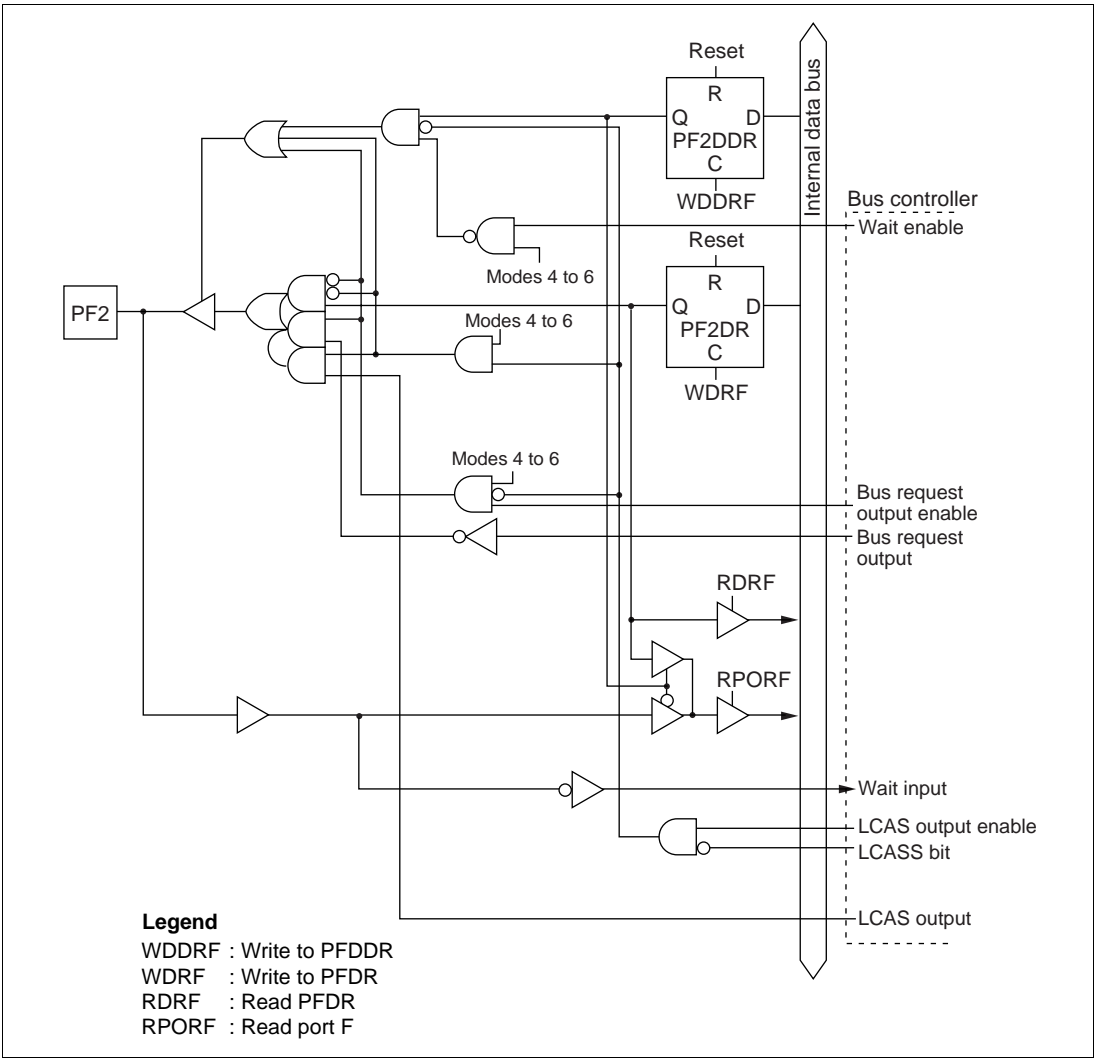 Reset
R
Q D
PF2DDR
C
WDDRF
Internal data bus
Bus controller
Wait enable
Modes 4 to 6
Reset
R
Q D
PF2DR
C
WDRF
PF2
Modes 4 to 6
Modes 4 to 6
Bus request
output enable
Bus request
output
RDRF
RPORF
Wait input
LCAS output enable
LCASS bit
LCAS output
Legend
WDDRF : Write to PFDDR
WDRF : Write to PFDR
RDRF : Read PFDR
RPORF : Read port F